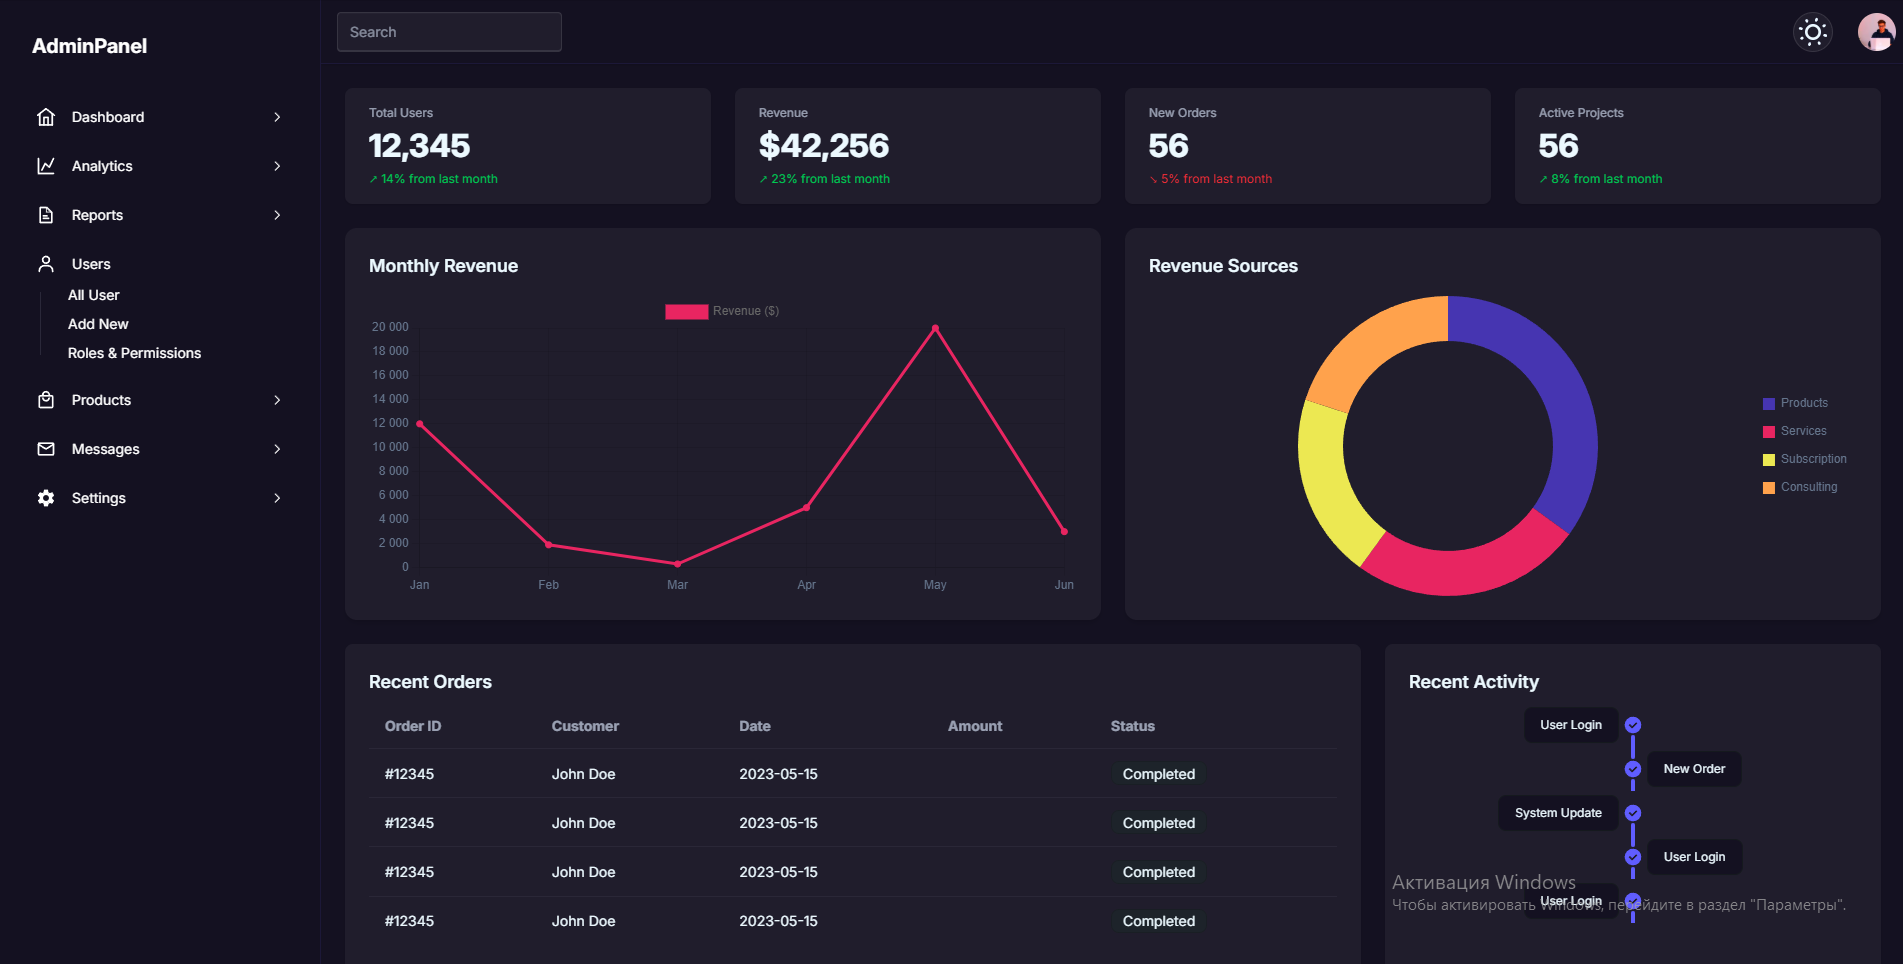 AdminPanel
Search
Dashboard
Analytics
Reports
Users
All User
Add New
Roles & Permissions
Products
Messages
Settings
Total Users
12,345
↗ 14% from last month
Revenue
$42,256
↗ 23% from last month
New Orders
56
↘ 5% from last month
Active Projects
56
↗ 8% from last month
Monthly Revenue
Revenue ($)
20 000
18 000
16 000
14 000
12 000
10 000
8 000
6 000
4 000
2 000
0
Jan Feb Mar Apr May Jun
Revenue Sources
Products
Services
Subscription
Consulting
Recent Orders
Order ID Customer Date Amount Status
#12345 John Doe 2023-05-15 Completed
#12345 John Doe 2023-05-15 Completed
#12345 John Doe 2023-05-15 Completed
#12345 John Doe 2023-05-15 Completed
Recent Activity
User Login
New Order
System Update
User Login
User Login
Активация Windows
Чтобы активировать Windows, перейдите в раздел "Параметры".